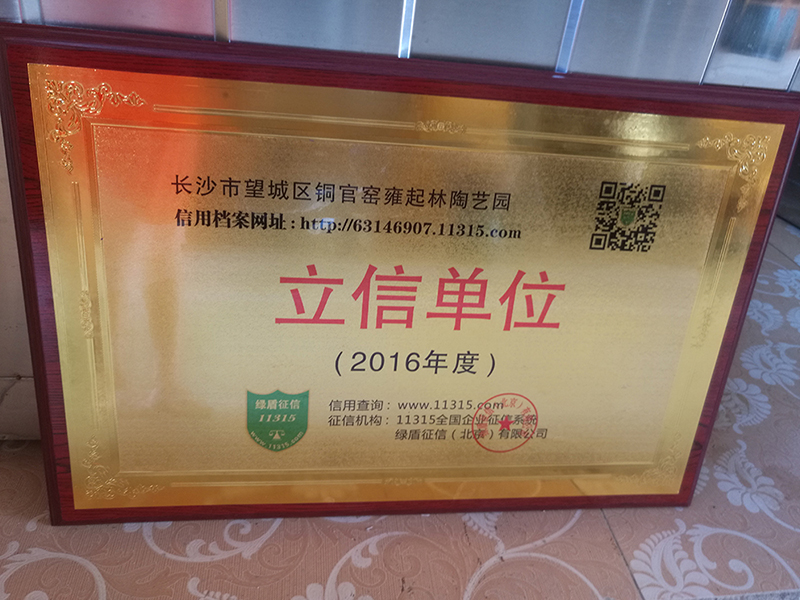 长沙市望城区铜官窑雍起林陶艺园
信用档案网址：http://63146907.11315.com
立信单位
（2016年度）
绿盾征信
11315
www.11315.com
信用查询：www.11315.com
征信机构：11315全国企业征信系统
绿盾征信（北京）有限公司